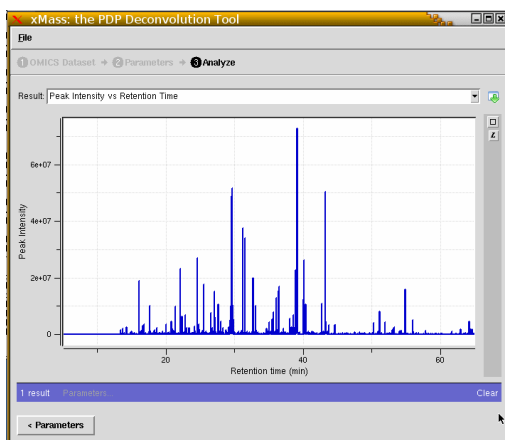 xMass: the PDP Deconvolution Tool
File
1 OMICS Dataset → 2 Parameters → 3 Analyze
Result: Peak Intensity vs Retention Time
Peak Intensity
6e+07
4e+07
2e+07
0
20 40 60
Retention time (min)
1 result Parameters... Clear
< Parameters